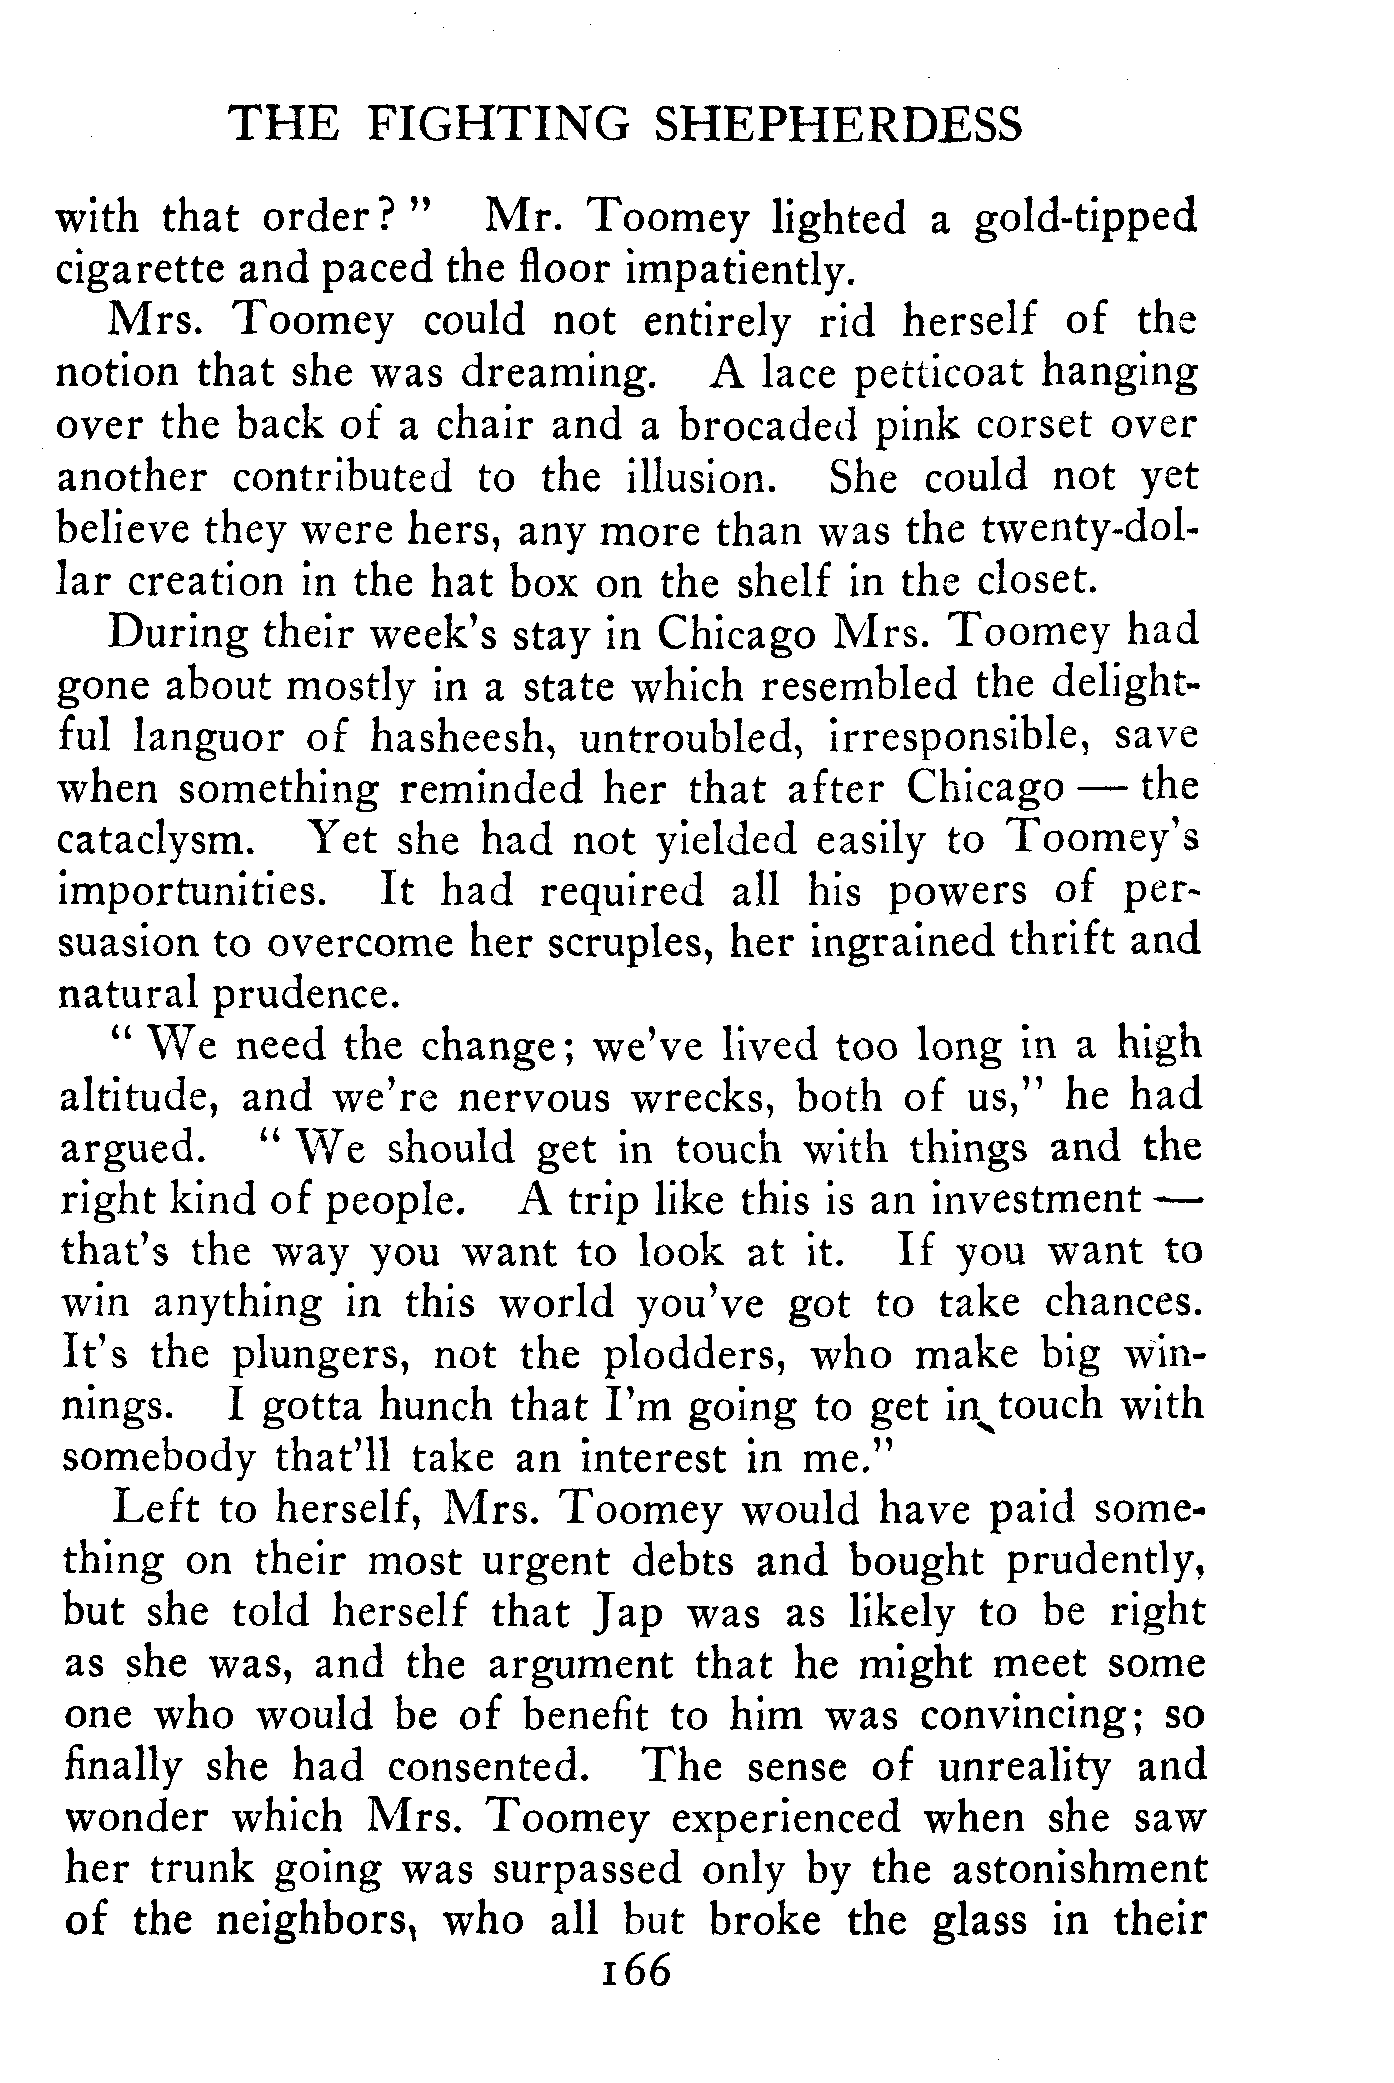 THE FIGHTING SHEPHERDESS
with that order?" Mr. Toomey lighted a gold-tipped
cigarette and paced the floor impatiently.
Mrs. Toomey could not entirely rid herself of the
notion that she was dreaming. A lace petticoat hanging
over the back of a chair and a brocaded pink corset over
another contributed to the illusion. She could not yet
believe they were hers, any more than was the twenty-dol-
lar creation in the hat box on the shelf in the closet.
During their week's stay in Chicago Mrs. Toomey had
gone about mostly in a state which resembled the delight-
ful languor of hasheesh, untroubled, irresponsible, save
when something reminded her that after Chicago — the
cataclysm. Yet she had not yielded easily to Toomey's
importunities. It had required all his powers of per-
suasion to overcome her scruples, her ingrained thrift and
natural prudence.
"We need the change; we've lived too long in a high
altitude, and we're nervous wrecks, both of us," he had
argued. "We should get in touch with things and the
right kind of people. A trip like this is an investment —
that's the way you want to look at it. If you want to
win anything in this world you've got to take chances.
It's the plungers, not the plodders, who make big win-
nings. I gotta hunch that I'm going to get in touch with
somebody that'll take an interest in me."
Left to herself, Mrs. Toomey would have paid some-
thing on their most urgent debts and bought prudently,
but she told herself that Jap was as likely to be right
as she was, and the argument that he might meet some
one who would be of benefit to him was convincing; so
finally she had consented. The sense of unreality and
wonder which Mrs. Toomey experienced when she saw
her trunk going was surpassed only by the astonishment
of the neighbors, who all but broke the glass in their
166